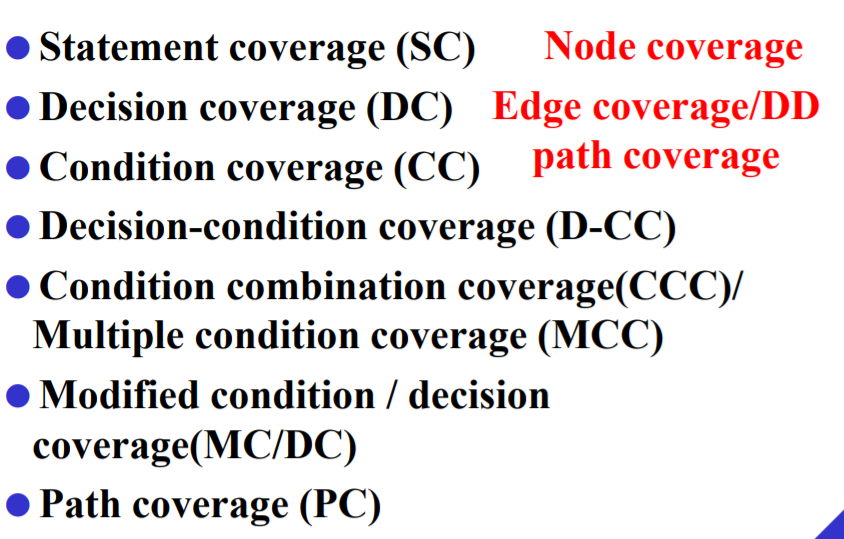 Statement coverage (SC) Node coverage
Decision coverage (DC) Edge coverage/DD
path coverage
Condition coverage (CC)
Decision-condition coverage (D-CC)
Condition combination coverage(CCC)/
Multiple condition coverage (MCC)
Modified condition / decision
coverage(MC/DC)
Path coverage (PC)